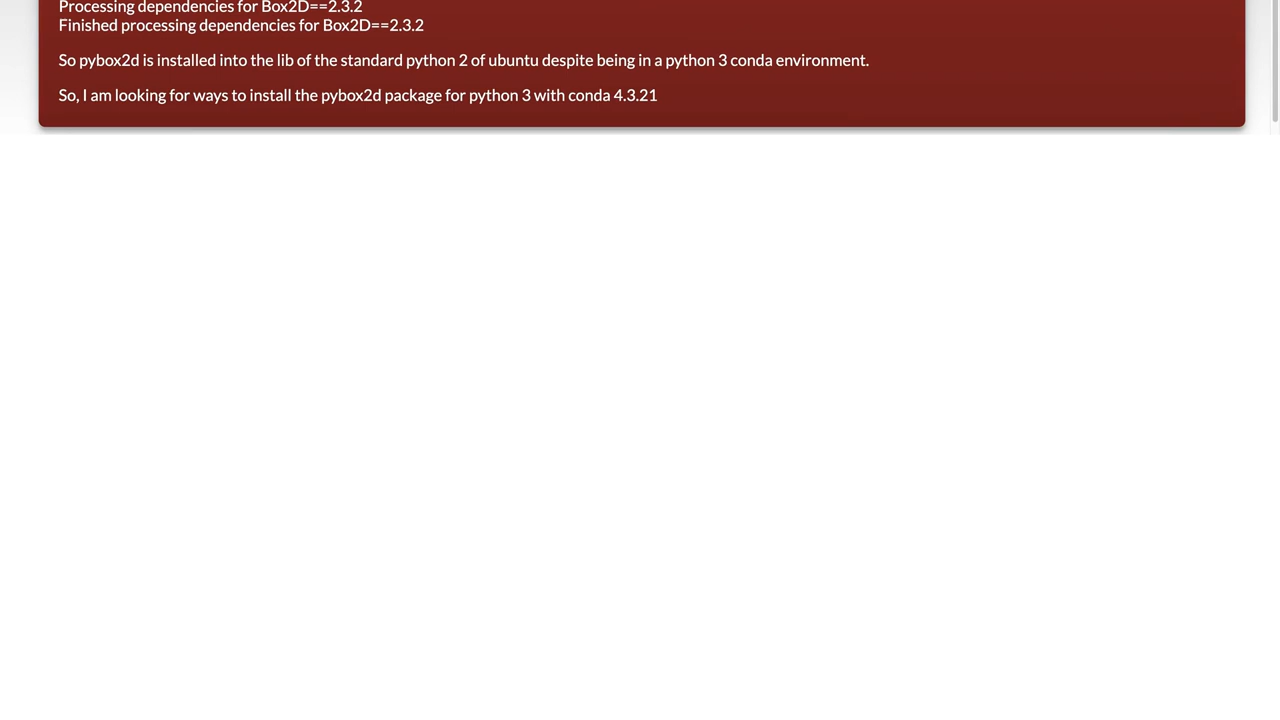 Processing dependencies for Box2D==2.3.2
Finished processing dependencies for Box2D==2.3.2
So pybox2d is installed into the lib of the standard python 2 of ubuntu despite being in a python 3 conda environment.
So, I am looking for ways to install the pybox2d package for python 3 with conda 4.3.21